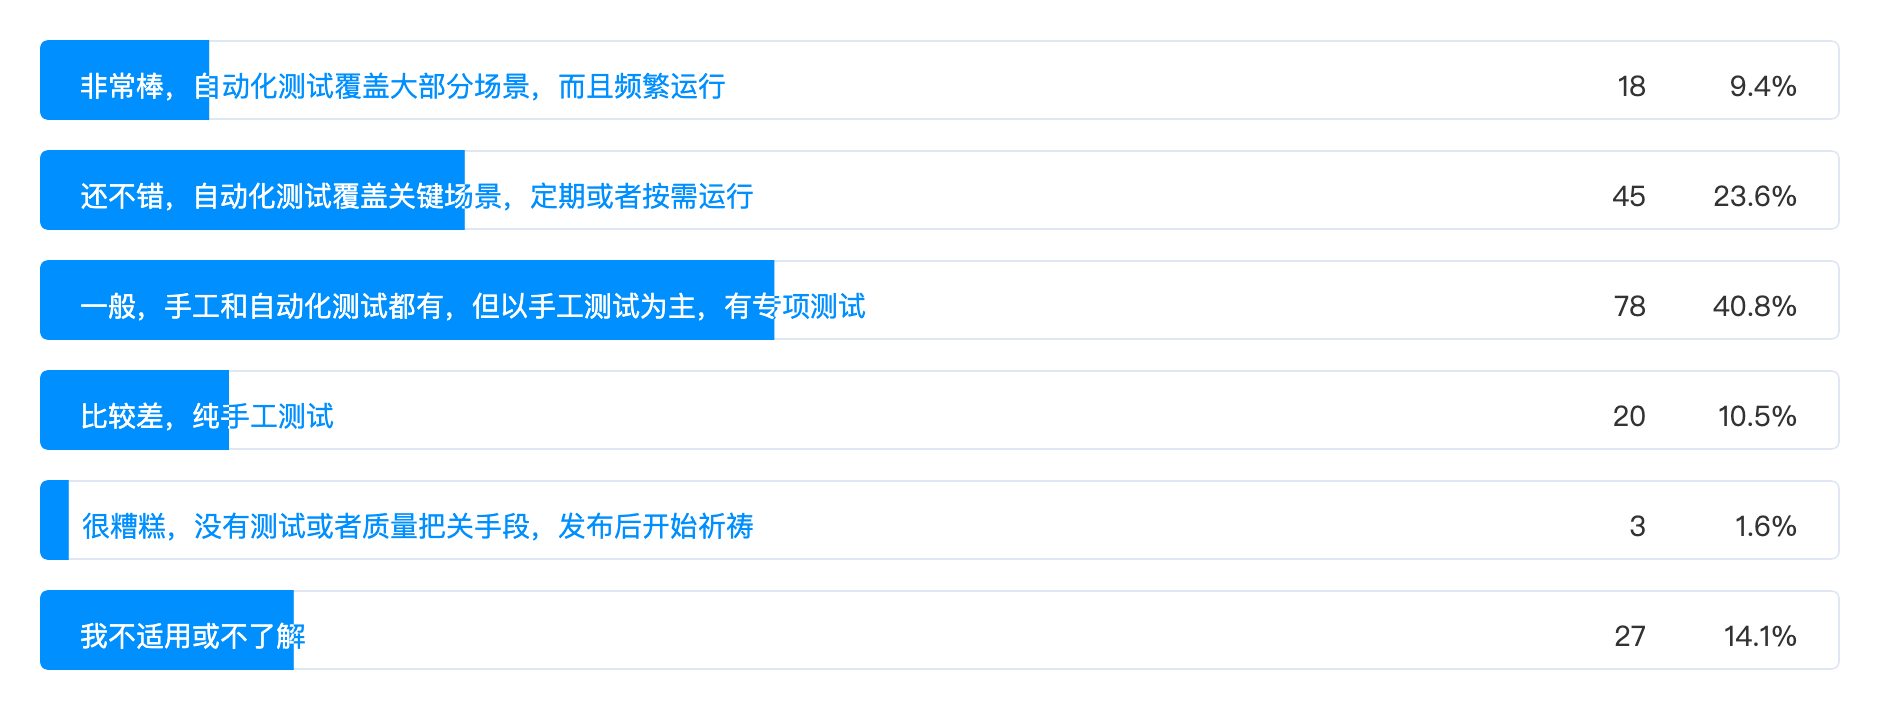 非常棒，自动化测试覆盖大部分场景，而且频繁运行 18 9.4%
还不错，自动化测试覆盖关键场景，定期或者按需运行 45 23.6%
一般，手工和自动化测试都有，但以手工测试为主，有专项测试 78 40.8%
比较差，纯手工测试 20 10.5%
很糟糕，没有测试或者质量把关手段，发布后开始祈祷 3 1.6%
我不适用或不了解 27 14.1%